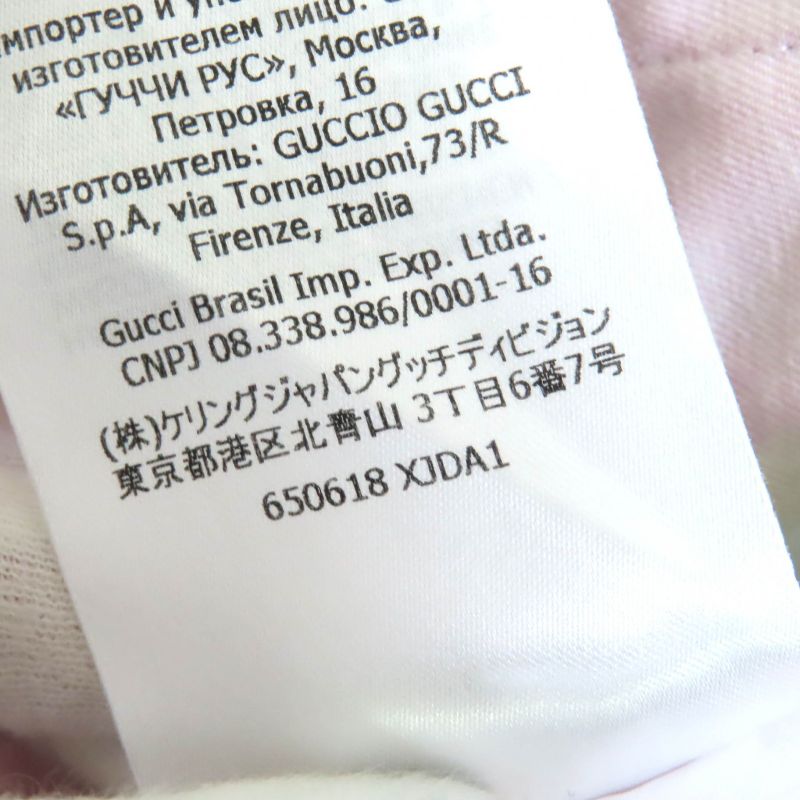 импортер и упо
изготовителем лицо:
«ГУЧЧИ РУС», Москва,
Петровка, 16
Изготовитель: GUCCIO GUCCI
S.p.A, via Tornabuoni,73/R
Firenze, Italia
Gucci Brasil Imp. Exp. Ltda.
CNPJ 08.338.986/0001-16
(株)ケリングジャパングッチディビジョン
東京都港区北青山 3丁目6番7号
650618 XJDA1